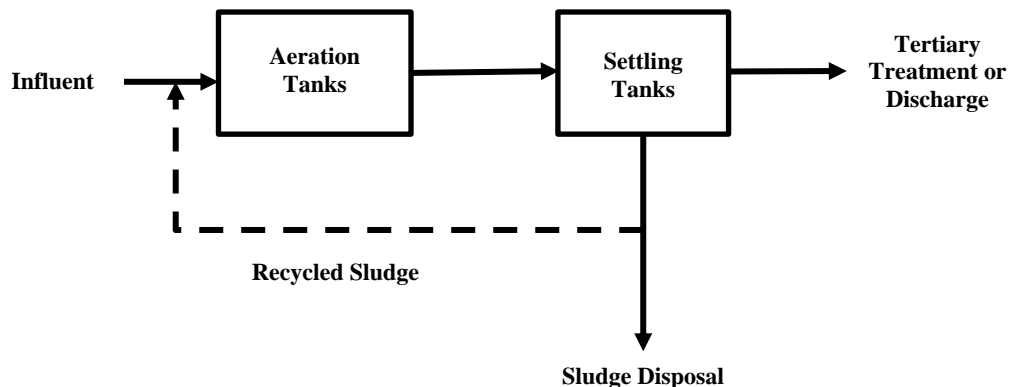 Influent
Aeration
Tanks
Settling
Tanks
Tertiary
Treatment or
Discharge
Recycled Sludge
Sludge Disposal